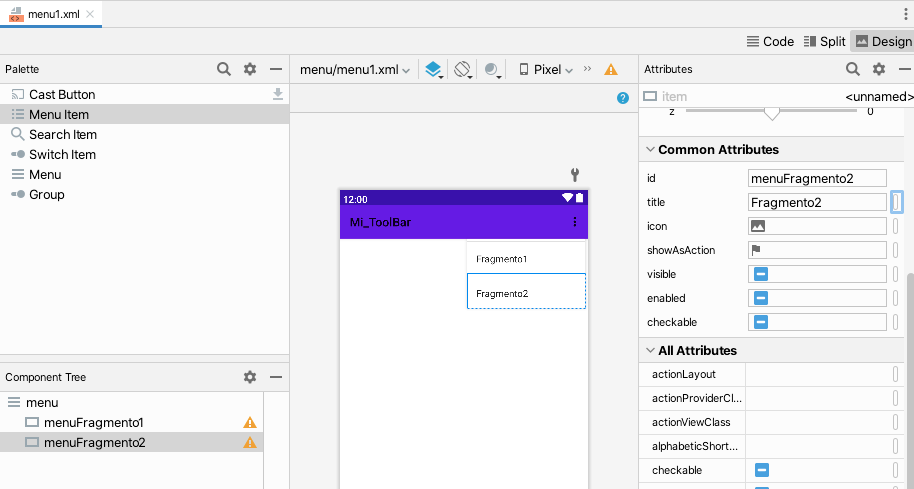 menu1.xml
Code Split Design
Palette
Cast Button
Menu Item
Search Item
Switch Item
Menu
Group
Component Tree
menu
menuFragmento1
menuFragmento2
menu/menu1.xml
Pixel
?
12:00
Mi_ToolBar
Fragmento1
Fragmento2
Attributes
item <unnamed>
z 0
Common Attributes
id menuFragmento2
title Fragmento2
icon
showAsAction
visible
enabled
checkable
All Attributes
actionLayout
actionProviderCl...
actionViewClass
alphabeticShort...
checkable